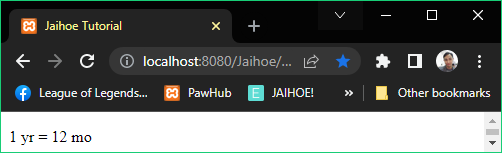 Jaihoe Tutorial
localhost:8080/Jaihoe/...
League of Legends... PawHub E JAIHOE! Other bookmarks
1 yr = 12 mo